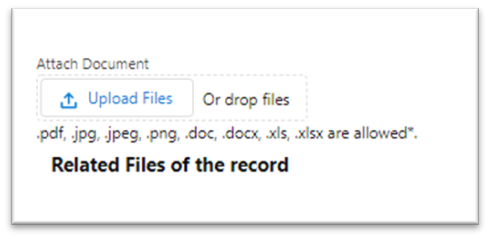 Attach Document
Upload Files Or drop files
.pdf, .jpg, .jpeg, .png, .doc, .docx, .xls, .xlsx are allowed*.
Related Files of the record